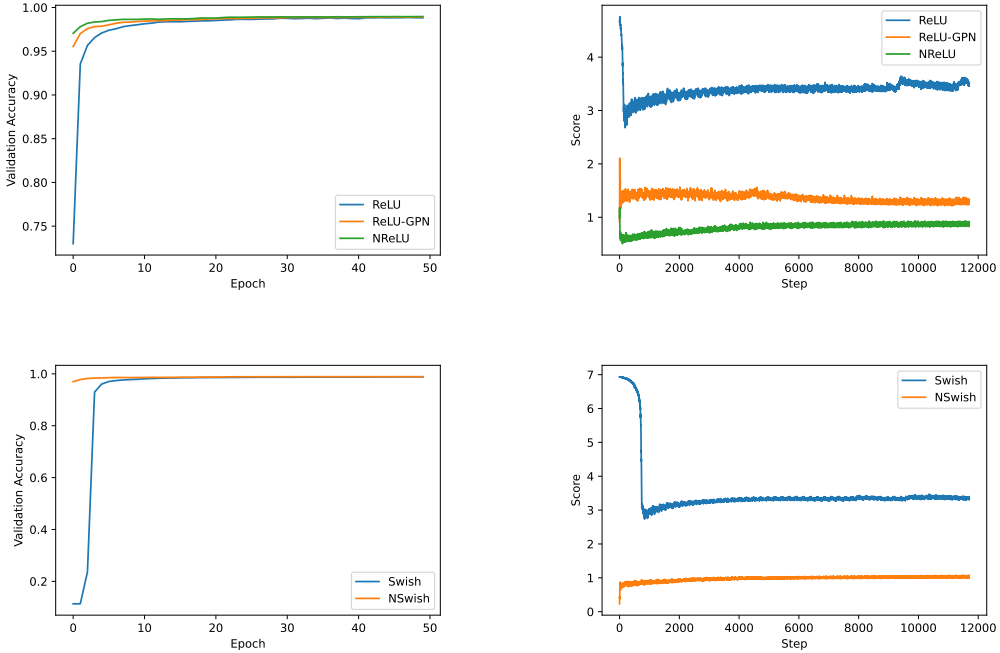 1.00
0.95
0.90
0.85
0.80
0.75
Validation Accuracy
0 10 20 30 40 50
Epoch
ReLU
ReLU-GPN
NReLU
4
3
2
1
Score
0 2000 4000 6000 8000 10000 12000
Step
ReLU
ReLU-GPN
NReLU
1.0
0.8
0.6
0.4
0.2
Validation Accuracy
0 10 20 30 40 50
Epoch
Swish
NSwish
7
6
5
4
3
2
1
0
Score
0 2000 4000 6000 8000 10000 12000
Step
Swish
NSwish